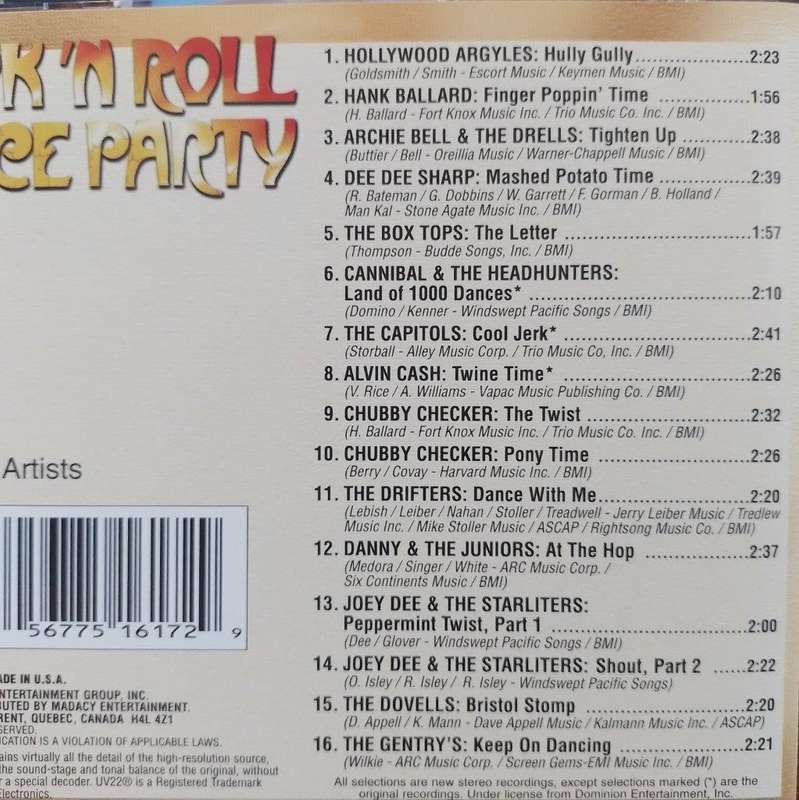 K 'N ROLL
CE PARTY
1. HOLLYWOOD ARGYLES: Hully Gully....................2:23
(Goldsmith / Smith - Escort Music / Keymen Music / BMI)
2. HANK BALLARD: Finger Poppin' Time ................1:56
(H. Ballard - Fort Knox Music Inc. / Trio Music Co. Inc. / BMI)
3. ARCHIE BELL & THE DRELLS: Tighten Up ............2:38
(Buttier / Bell - Oreillia Music / Warner-Chappell Music / BMI)
4. DEE DEE SHARP: Mashed Potato Time ................2:39
(R. Bateman / G. Dobbins / W. Garrett / F. Gorman / B. Holland /
Man Kal - Stone Agate Music Inc. / BMI)
5. THE BOX TOPS: The Letter ................................1:57
(Thompson - Budde Songs, Inc. / BMI)
6. CANNIBAL & THE HEADHUNTERS:
Land of 1000 Dances* ........................................2:10
(Domino / Kenner - Windswept Pacific Songs / BMI)
7. THE CAPITOLS: Cool Jerk* ................................2:41
(Storball - Alley Music Corp. / Trio Music Co, Inc. / BMI)
8. ALVIN CASH: Twine Time* ................................2:26
(V. Rice / A. Williams - Vapac Music Publishing Co. / BMI)
9. CHUBBY CHECKER: The Twist ............................2:32
(H. Ballard - Fort Knox Music Inc. / Trio Music Co. Inc. / BMI)
10. CHUBBY CHECKER: Pony Time ..........................2:26
(Berry / Covay - Harvard Music Inc. / BMI)
11. THE DRIFTERS: Dance With Me..........................2:20
(Lebish / Leiber / Nahan / Stoller / Treadwell - Jerry Leiber Music / Tredlew
Music Inc. / Mike Stoller Music / ASCAP / Rightsong Music Co. / BMI)
12. DANNY & THE JUNIORS: At The Hop ..................2:37
(Medora / Singer / White - ARC Music Corp. /
Six Continents Music / BMI)
13. JOEY DEE & THE STARLITERS:
Peppermint Twist, Part 1 ....................................2:00
(Dee / Glover - Windswept Pacific Songs / BMI)
14. JOEY DEE & THE STARLITERS: Shout, Part 2 ......2:22
(O. Isley / R. Isley / R. Isley - Windswept Pacific Songs)
15. THE DOVELLS: Bristol Stomp ............................2:20
(D. Appell / K. Mann - Dave Appell Music / Kalmann Music Inc. / ASCAP)
16. THE GENTRY'S: Keep On Dancing ......................2:21
(Wilkie - ARC Music Corp. / Screen Gems-EMI Music Inc. / BMI)
All selections are new stereo recordings, except selections marked (*) are the
original recordings. Under license from Dominion Entertainment, Inc.
Artists
56775 16172 9
ADE IN U.S.A.
NTERTAINMENT GROUP, INC.
UTED BY MADACY ENTERTAINMENT.
RENT, QUEBEC, CANADA H4L 4Z1
SERVED.
ICATION IS A VIOLATION OF APPLICABLE LAWS.
ains virtually all the detail of the high-resolution source,
the sound-stage and tonal balance of the original, without
r a special decoder. UV22® is a Registered Trademark
Electronics.